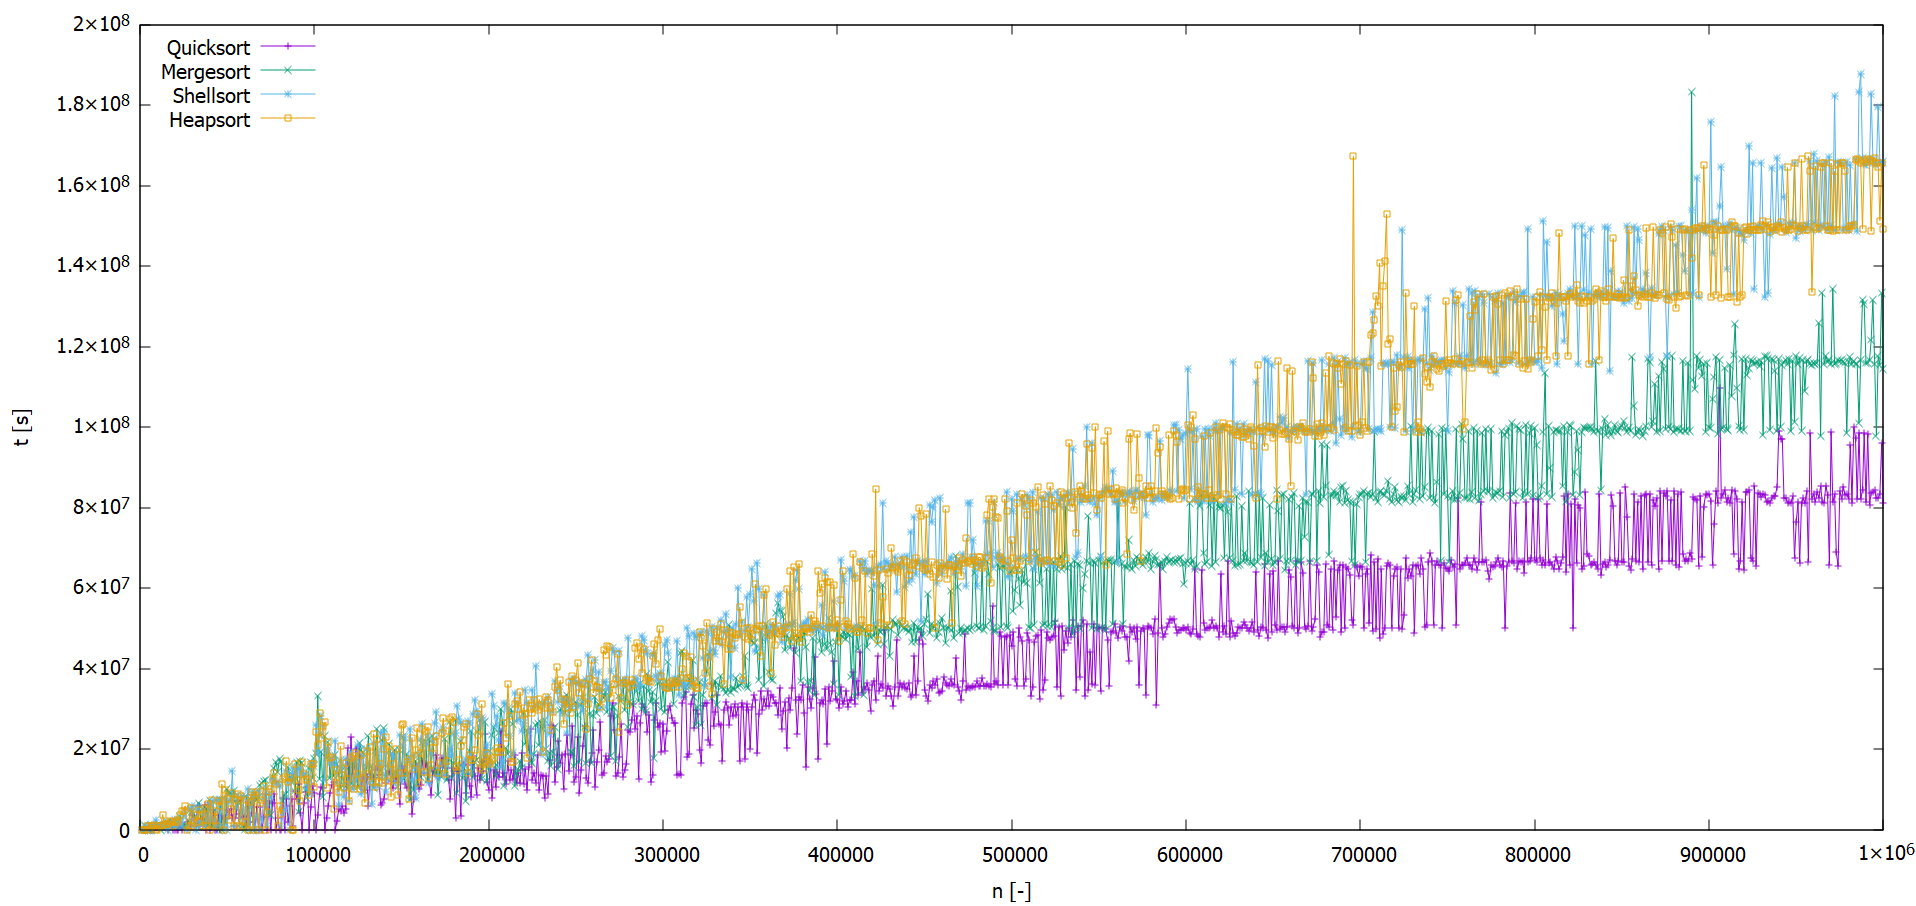 2×10⁸
1.8×10⁸
1.6×10⁸
1.4×10⁸
1.2×10⁸
1×10⁸
8×10⁷
6×10⁷
4×10⁷
2×10⁷
0
t [s]
Quicksort
Mergesort
Shellsort
Heapsort
0 100000 200000 300000 400000 500000 600000 700000 800000 900000 1×10⁶
n [-]